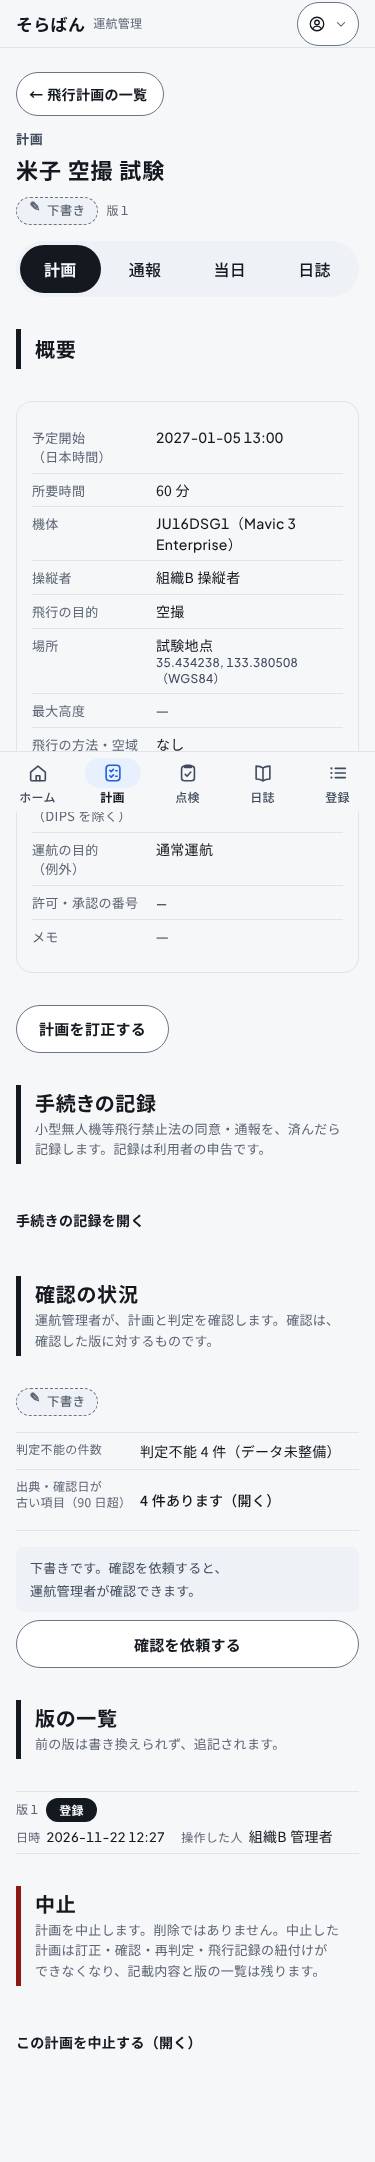 そらばん 運航管理
← 飛行計画の一覧
計画
米子 空撮 試験
✎ 下書き 版 1
計画 通報 当日 日誌
概要
予定開始
（日本時間）
2027-01-05 13:00
所要時間 60 分
機体 JU16DSG1（Mavic 3
Enterprise）
操縦者 組織B 操縦者
飛行の目的 空撮
場所 試験地点
35.434238, 133.380508
（WGS84）
最大高度 —
飛行の方法・空域 なし
ホーム 計画 点検 日誌 登録
（DIPS を除く）
運航の目的
（例外）
通常運航
許可・承認の番号 —
メモ —
計画を訂正する
手続きの記録
小型無人機等飛行禁止法の同意・通報を、済んだら
記録します。記録は利用者の申告です。
手続きの記録を開く
確認の状況
運航管理者が、計画と判定を確認します。確認は、
確認した版に対するものです。
✎ 下書き
判定不能の件数 判定不能 4 件（データ未整備）
出典・確認日が
古い項目（90 日超）
4 件あります（開く）
下書きです。確認を依頼すると、
運航管理者が確認できます。
確認を依頼する
版の一覧
前の版は書き換えられず、追記されます。
版 1 登録
日時 2026-11-22 12:27 操作した人 組織B 管理者
中止
計画を中止します。削除ではありません。中止した
計画は訂正・確認・再判定・飛行記録の紐付けが
できなくなり、記載内容と版の一覧は残ります。
この計画を中止する（開く）